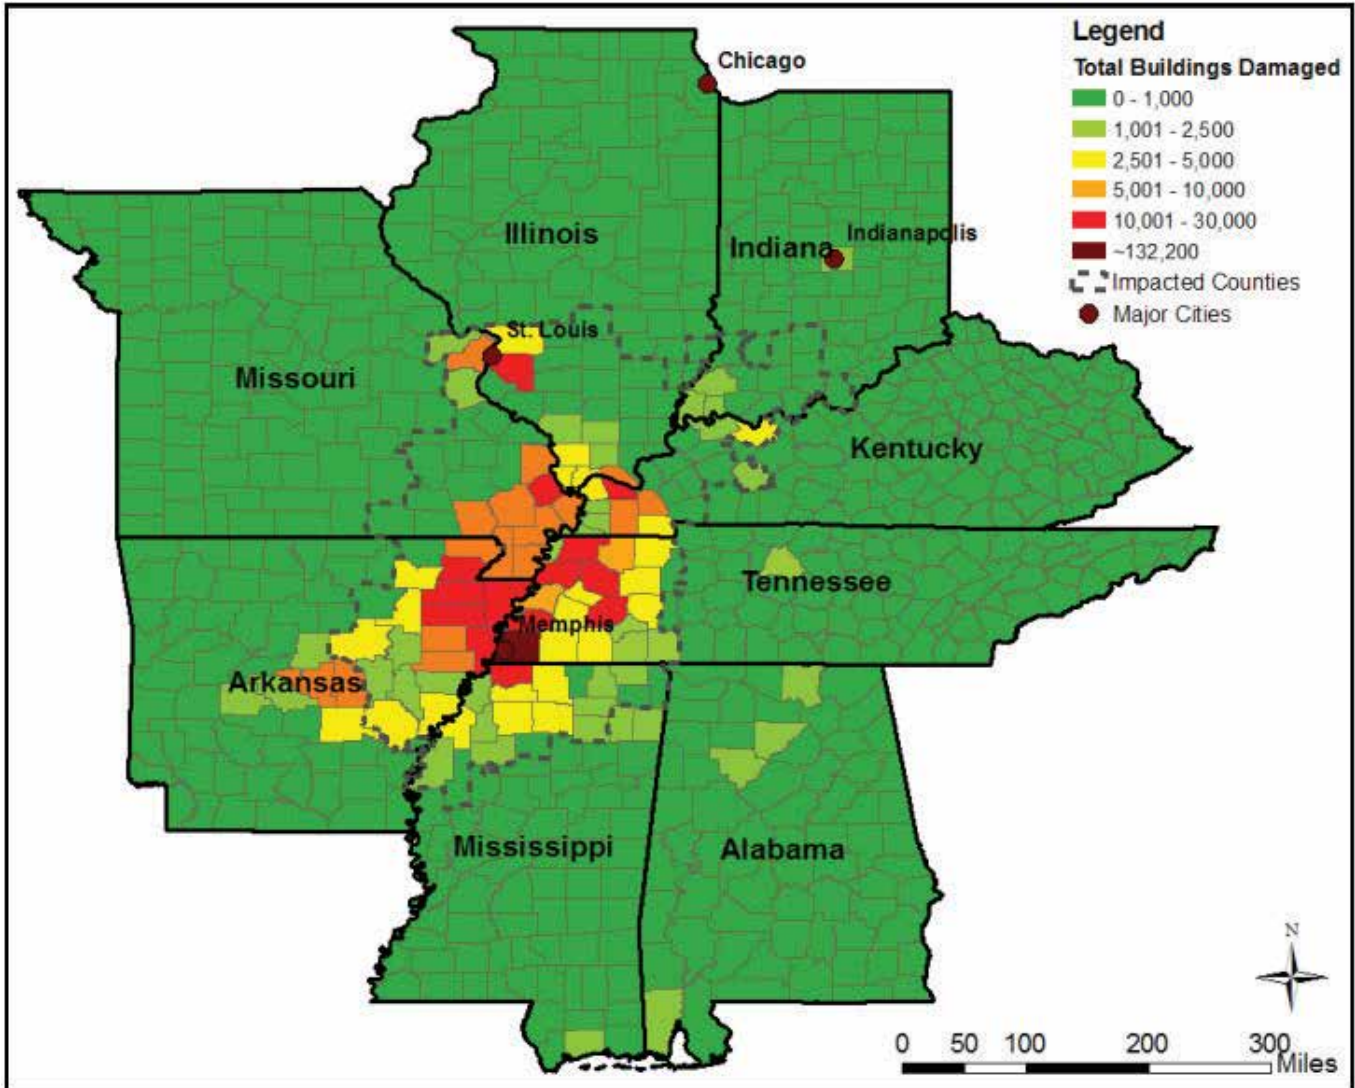 Legend
Total Buildings Damaged
0 - 1,000
1,001 - 2,500
2,501 - 5,000
5,001 - 10,000
10,001 - 30,000
~132,200
Impacted Counties
Major Cities
Chicago
Illinois
Indiana
Indianapolis
St. Louis
Missouri
Kentucky
Tennessee
Memphis
Arkansas
Mississippi
Alabama
N
0 50 100 200 300
Miles